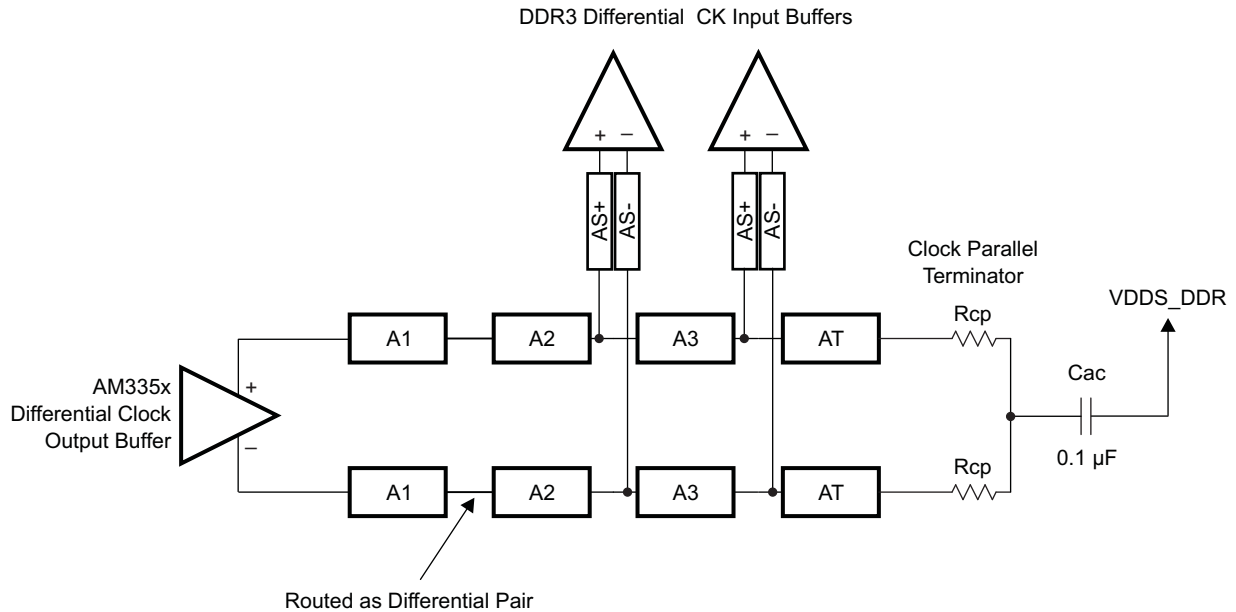 DDR3 Differential CK Input Buffers
+ − + −
AS+ AS- AS+ AS-
Clock Parallel
Terminator
VDDS_DDR
Rcp
A1 A2 A3 AT
Cac
AM335x
Differential Clock
Output Buffer
+
−
0.1 µF
Rcp
A1 A2 A3 AT
Routed as Differential Pair